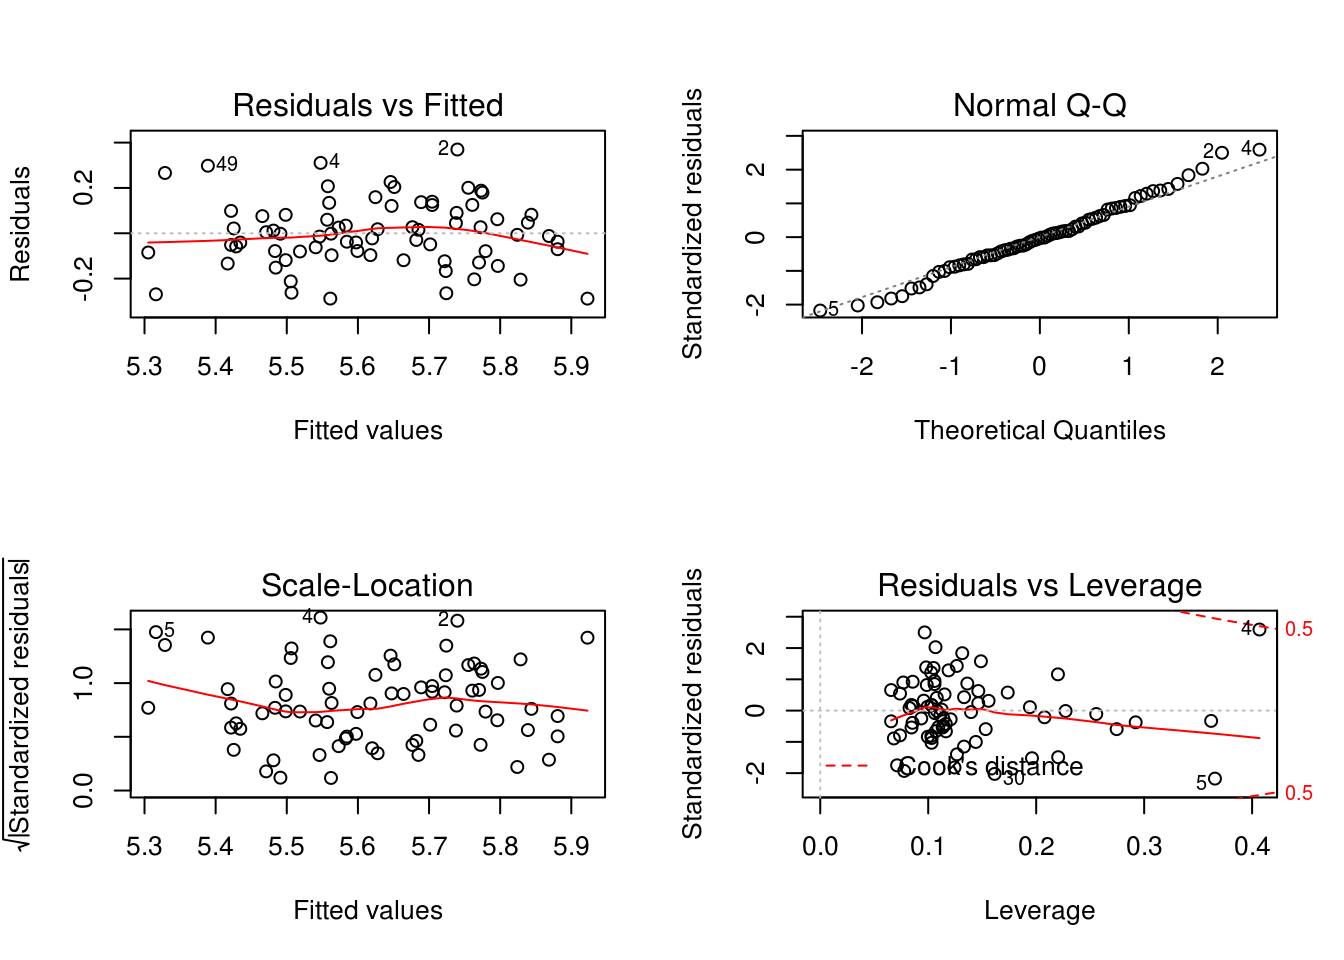 Residuals vs Fitted
Residuals
0.2
-0.2
49
4
2
5.3 5.4 5.5 5.6 5.7 5.8 5.9
Fitted values
Normal Q-Q
Standardized residuals
2
0
-2
2
4
5
-2 -1 0 1 2
Theoretical Quantiles
Scale-Location
√|Standardized residuals|
1.0
0.0
5
4
2
5.3 5.4 5.5 5.6 5.7 5.8 5.9
Fitted values
Residuals vs Leverage
Standardized residuals
2
0
-2
4
0.5
Cook's distance
30
5
0.5
0.0 0.1 0.2 0.3 0.4
Leverage